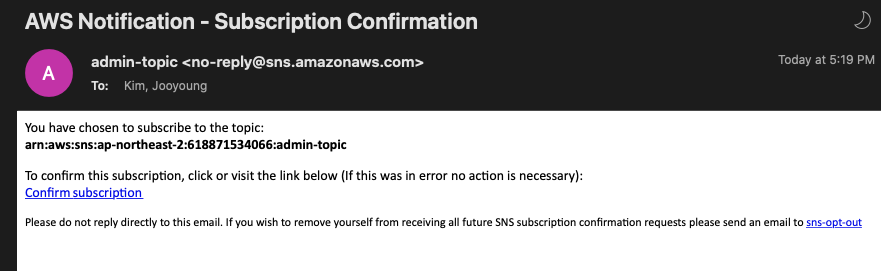 AWS Notification - Subscription Confirmation
A
admin-topic <no-reply@sns.amazonaws.com>
Today at 5:19 PM
To: Kim, Jooyoung
You have chosen to subscribe to the topic:
arn:aws:sns:ap-northeast-2:618871534066:admin-topic
To confirm this subscription, click or visit the link below (If this was in error no action is necessary):
Confirm subscription
Please do not reply directly to this email. If you wish to remove yourself from receiving all future SNS subscription confirmation requests please send an email to sns-opt-out